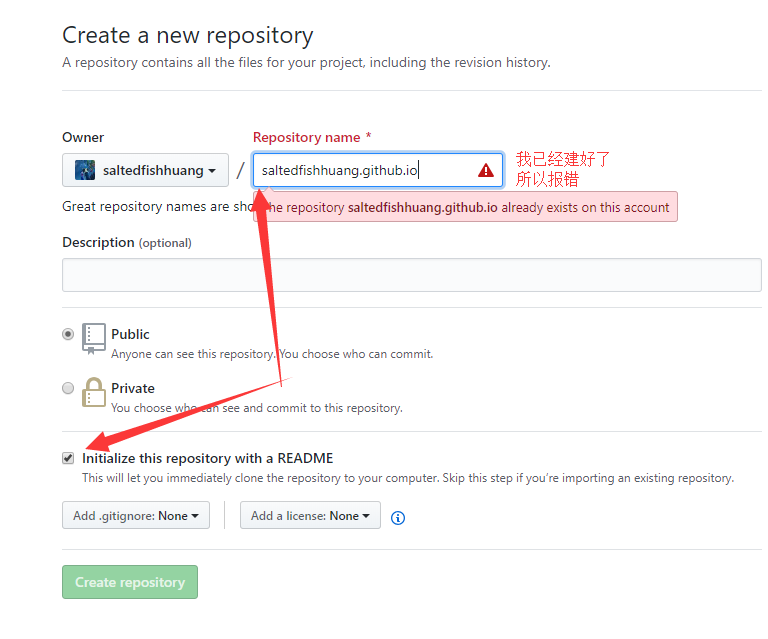 Create a new repository
A repository contains all the files for your project, including the revision history.
Owner
Repository name *
saltedfishhuang
/
saltedfishhuang.github.io
我已经建好了
所以报错
Great repository names are sho
he repository saltedfishhuang.github.io already exists on this account
Description (optional)
Public
Anyone can see this repository. You choose who can commit.
Private
You choose who can see and commit to this repository.
Initialize this repository with a README
This will let you immediately clone the repository to your computer. Skip this step if you're importing an existing repository.
Add .gitignore: None
Add a license: None
Create repository